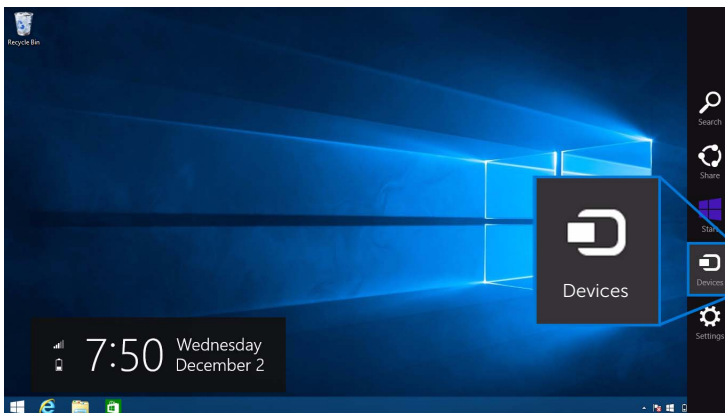 Recycle Bin
Search
Share
Start
Devices
Devices
Settings
7:50
Wednesday
December 2